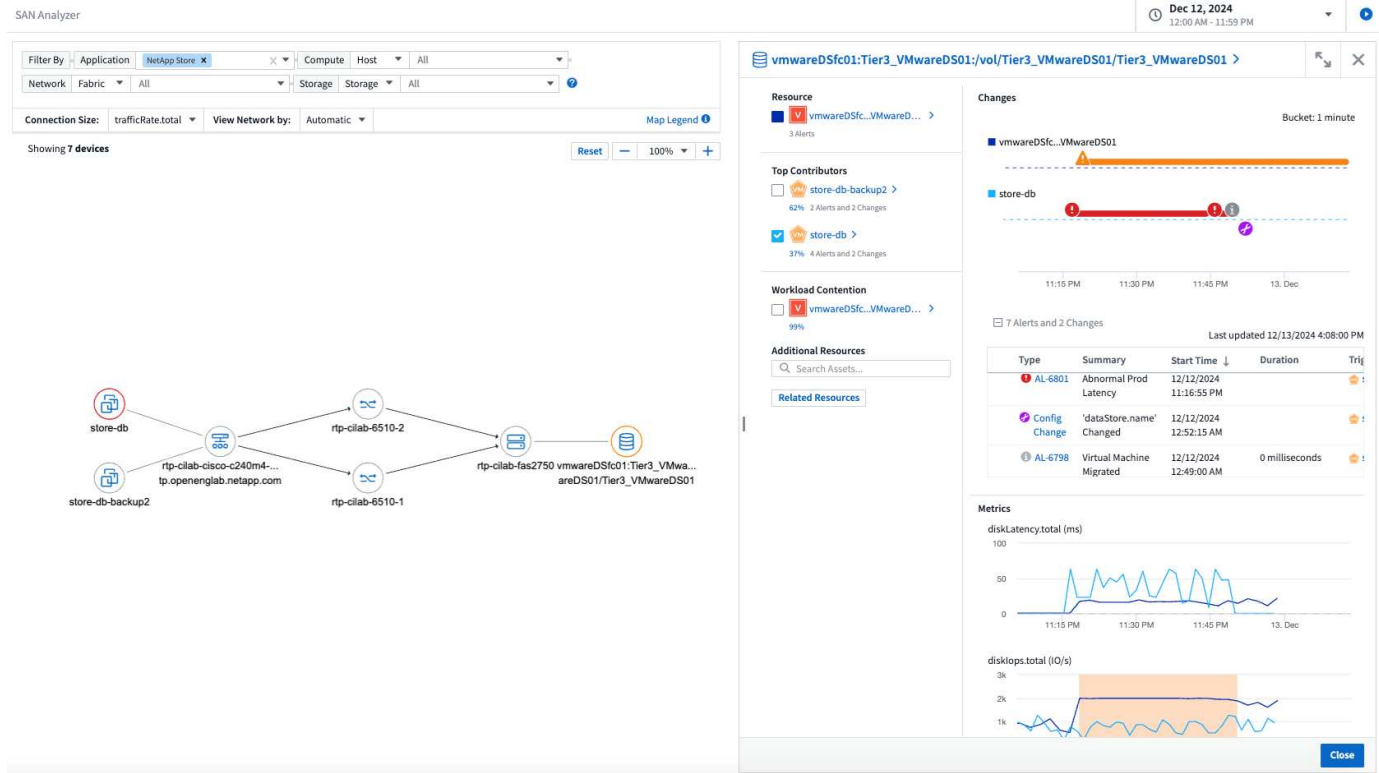 SAN Analyzer
Dec 12, 2024
12:00 AM - 11:59 PM
Filter By Application NetApp Store × × Compute Host All
Network Fabric All Storage Storage All ?
Connection Size: trafficRate.total View Network by: Automatic Map Legend
Showing 7 devices
Reset — 100% +
store-db
store-db-backup2
rtp-cilab-cisco-c240m4-...
tp.openenglab.netapp.com
rtp-cilab-6510-2
rtp-cilab-6510-1
rtp-cilab-fas2750
vmwareDSfc01:Tier3_VMwa...
areDS01/Tier3_VMwareDS01
vmwareDSfc01:Tier3_VMwareDS01:/vol/Tier3_VMwareDS01/Tier3_VMwareDS01 >
Resource
V vmwareDSfc...VMwareD... >
3 Alerts
Top Contributors
VM store-db-backup2 >
62% 2 Alerts and 2 Changes
VM store-db >
37% 4 Alerts and 2 Changes
Workload Contention
V vmwareDSfc...VMwareD... >
99%
Additional Resources
Search Assets...
Related Resources
Changes
Bucket: 1 minute
vmwareDSfc...VMwareDS01
store-db
11:15 PM 11:30 PM 11:45 PM 13. Dec
7 Alerts and 2 Changes
Last updated 12/13/2024 4:08:00 PM
Type Summary Start Time ↓ Duration Trig
AL-6801 Abnormal Prod Latency 12/12/2024 11:16:55 PM
Config Change 'dataStore.name' Changed 12/12/2024 12:52:15 AM
AL-6798 Virtual Machine Migrated 12/12/2024 12:49:00 AM 0 milliseconds
Metrics
diskLatency.total (ms)
100
50
0
11:15 PM 11:30 PM 11:45 PM 13. Dec
diskIops.total (IO/s)
3k
2k
1k
Close